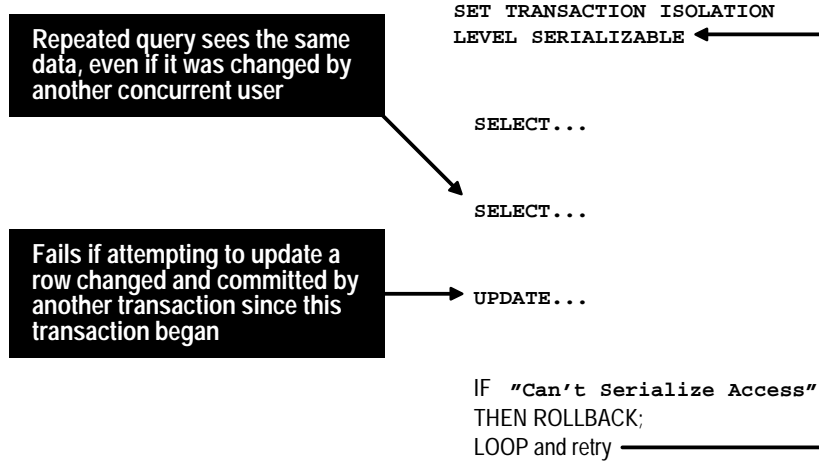 SET TRANSACTION ISOLATION
LEVEL SERIALIZABLE
Repeated query sees the same
data, even if it was changed by
another concurrent user
SELECT...
SELECT...
Fails if attempting to update a
row changed and committed by
another transaction since this
transaction began
UPDATE...
IF ”Can’t Serialize Access”
THEN ROLLBACK;
LOOP and retry